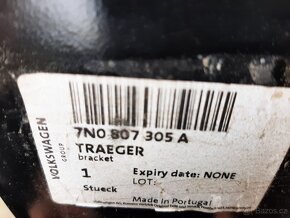 VOLKSWAGEN
GROUP
7N0 807 305 A
TRAEGER
bracket
1
Expiry date: NONE
Stueck
LOT:
Made in Portugal